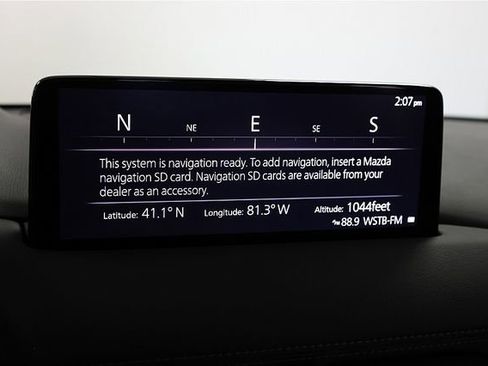 2:07 pm
N NE E SE S
This system is navigation ready. To add navigation, insert a Mazda
navigation SD card. Navigation SD cards are available from your
dealer as an accessory.
Latitude: 41.1° N Longitude: 81.3° W Altitude: 1044feet
88.9 WSTB-FM